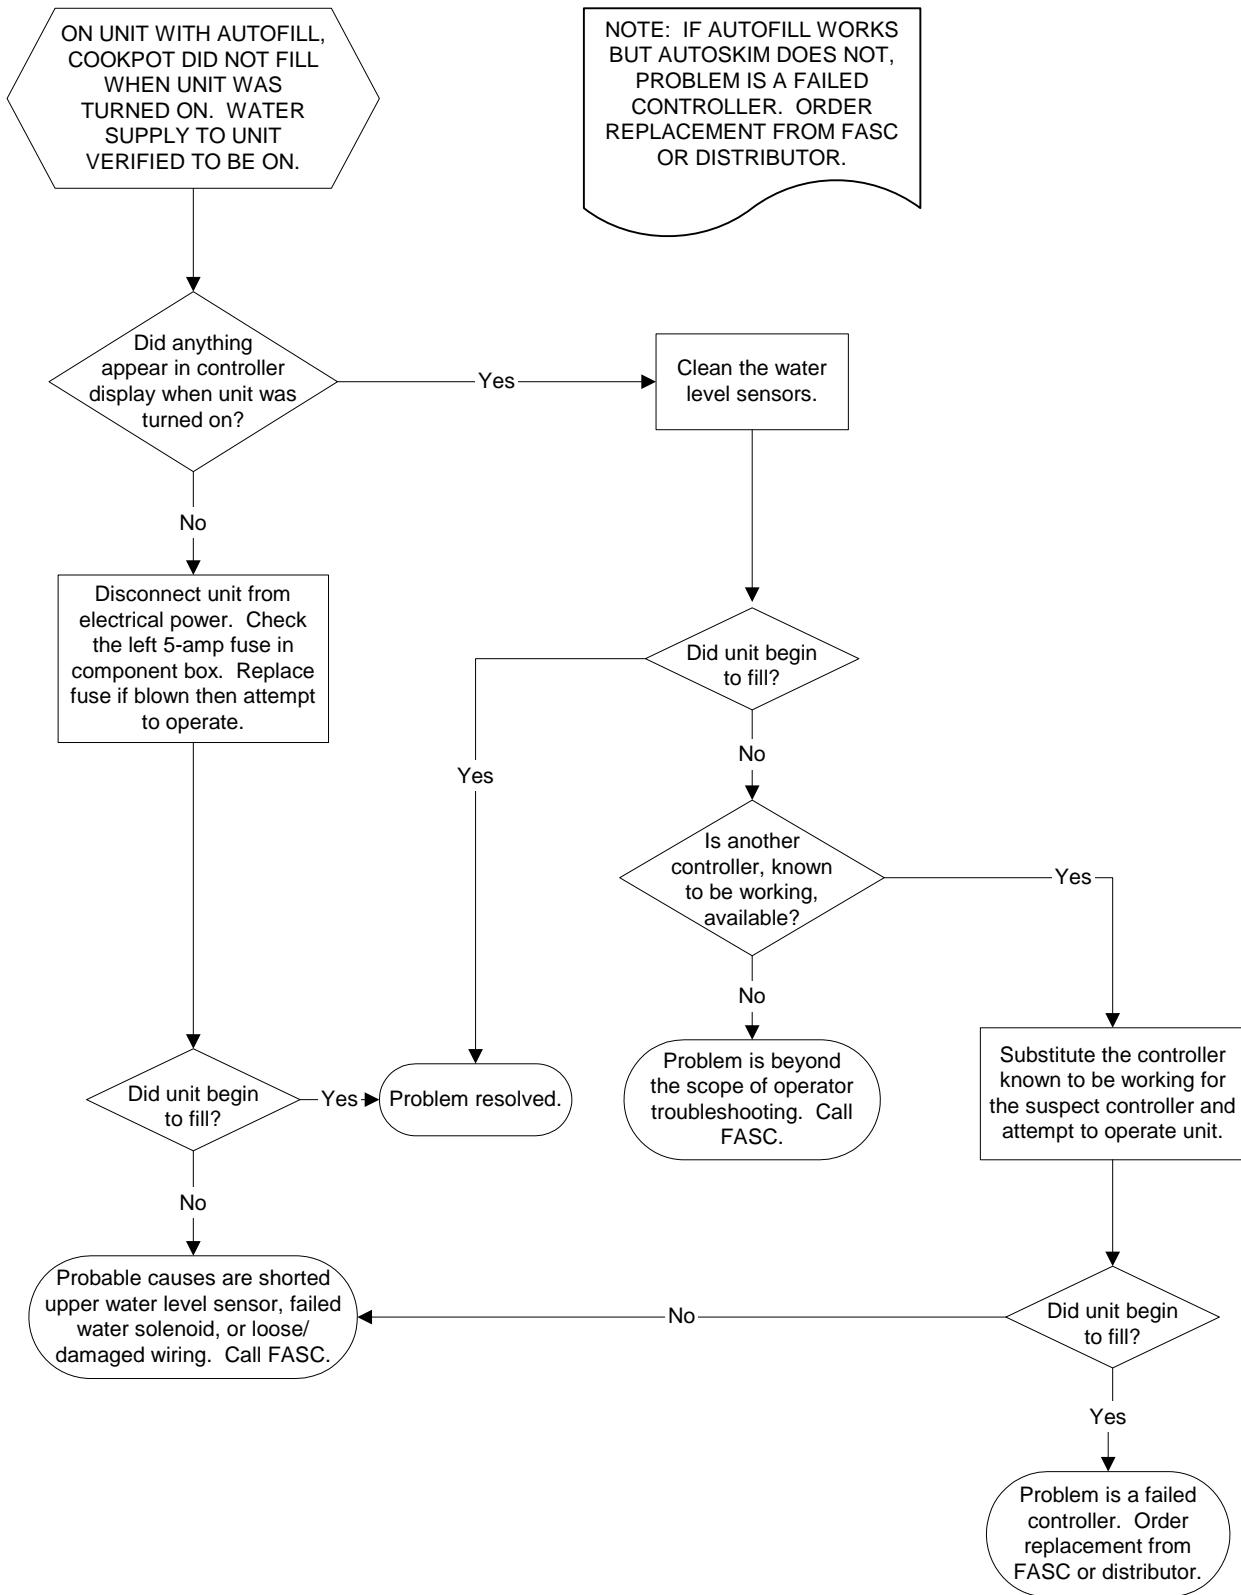 ON UNIT WITH AUTOFILL,
COOKPOT DID NOT FILL
WHEN UNIT WAS
TURNED ON.  WATER
SUPPLY TO UNIT
VERIFIED TO BE ON.
NOTE:  IF AUTOFILL WORKS
BUT AUTOSKIM DOES NOT,
PROBLEM IS A FAILED
CONTROLLER.  ORDER
REPLACEMENT FROM FASC
OR DISTRIBUTOR.
Did anything
appear in controller
display when unit was
turned on?
Yes
Clean the water
level sensors.
No
Disconnect unit from
electrical power.  Check
the left 5-amp fuse in
component box.  Replace
fuse if blown then attempt
to operate.
Did unit begin
to fill?
Yes
No
Is another
controller, known
to be working,
available?
Yes
No
Problem is beyond
the scope of operator
troubleshooting.  Call
FASC.
Substitute the controller
known to be working for
the suspect controller and
attempt to operate unit.
Did unit begin
to fill?
Yes
Problem resolved.
No
Probable causes are shorted
upper water level sensor, failed
water solenoid, or loose/
damaged wiring.  Call FASC.
No
Did unit begin
to fill?
Yes
Problem is a failed
controller.  Order
replacement from
FASC or distributor.